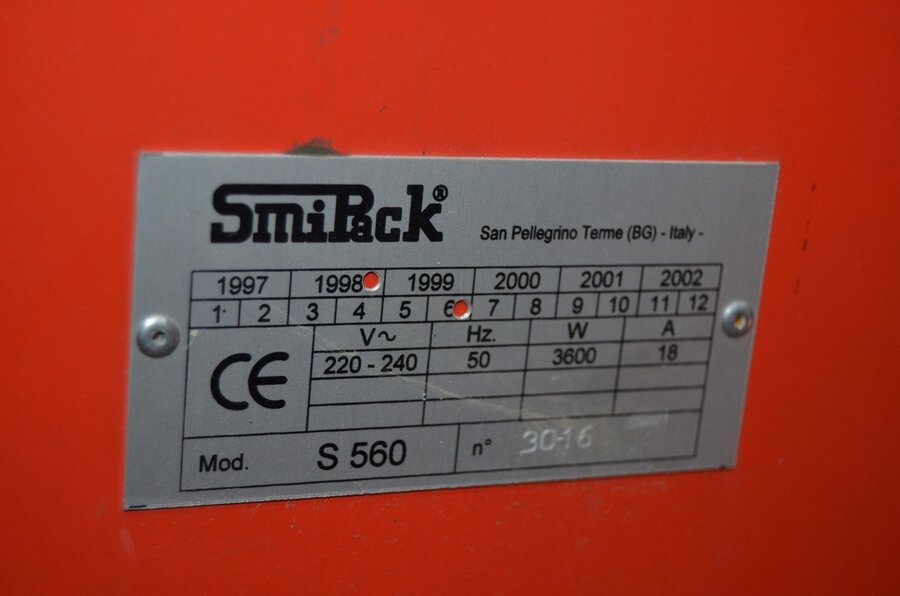 SmiPack® San Pellegrino Terme (BG) - Italy -
1997 1998 1999 2000 2001 2002
1 2 3 4 5 6 7 8 9 10 11 12
V~ Hz. W A
CE 220 - 240 50 3600 18
Mod. S 560 n° 3016